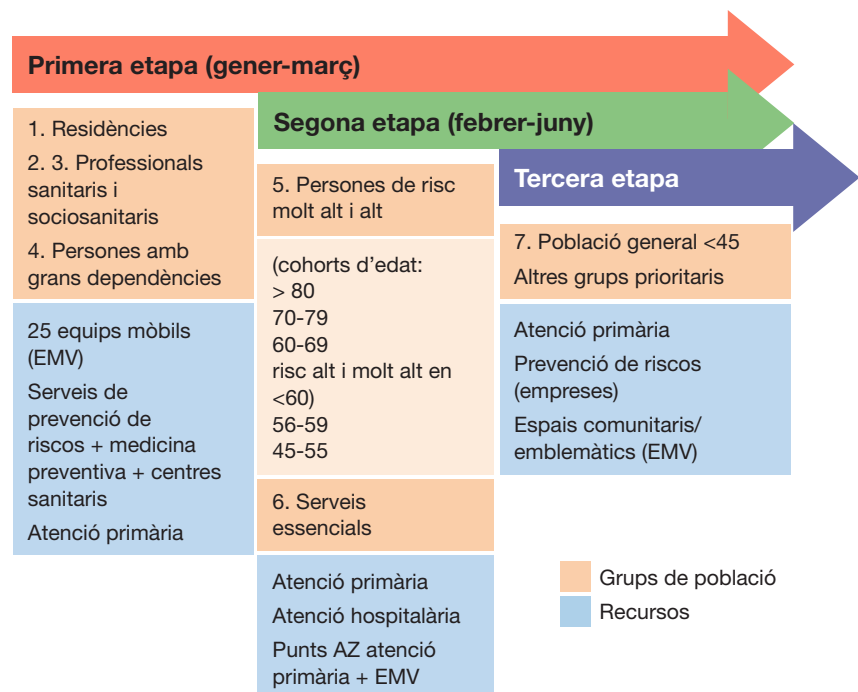 Primera etapa (gener-març)
1. Residències
2. 3. Professionals
sanitaris i
sociosanitaris
4. Persones amb
grans dependències
25 equips mòbils
(EMV)
Serveis de
prevenció de
riscos + medicina
preventiva + centres
sanitaris
Atenció primària
Segona etapa (febrer-juny)
5. Persones de risc
molt alt i alt
(cohorts d’edat:
> 80
70-79
60-69
risc alt i molt alt en
<60)
56-59
45-55
6. Serveis
essencials
Atenció primària
Atenció hospitalària
Punts AZ atenció
primària + EMV
Tercera etapa
7. Població general <45
Altres grups prioritaris
Atenció primària
Prevenció de riscos
(empreses)
Espais comunitaris/
emblemàtics (EMV)
Grups de població
Recursos